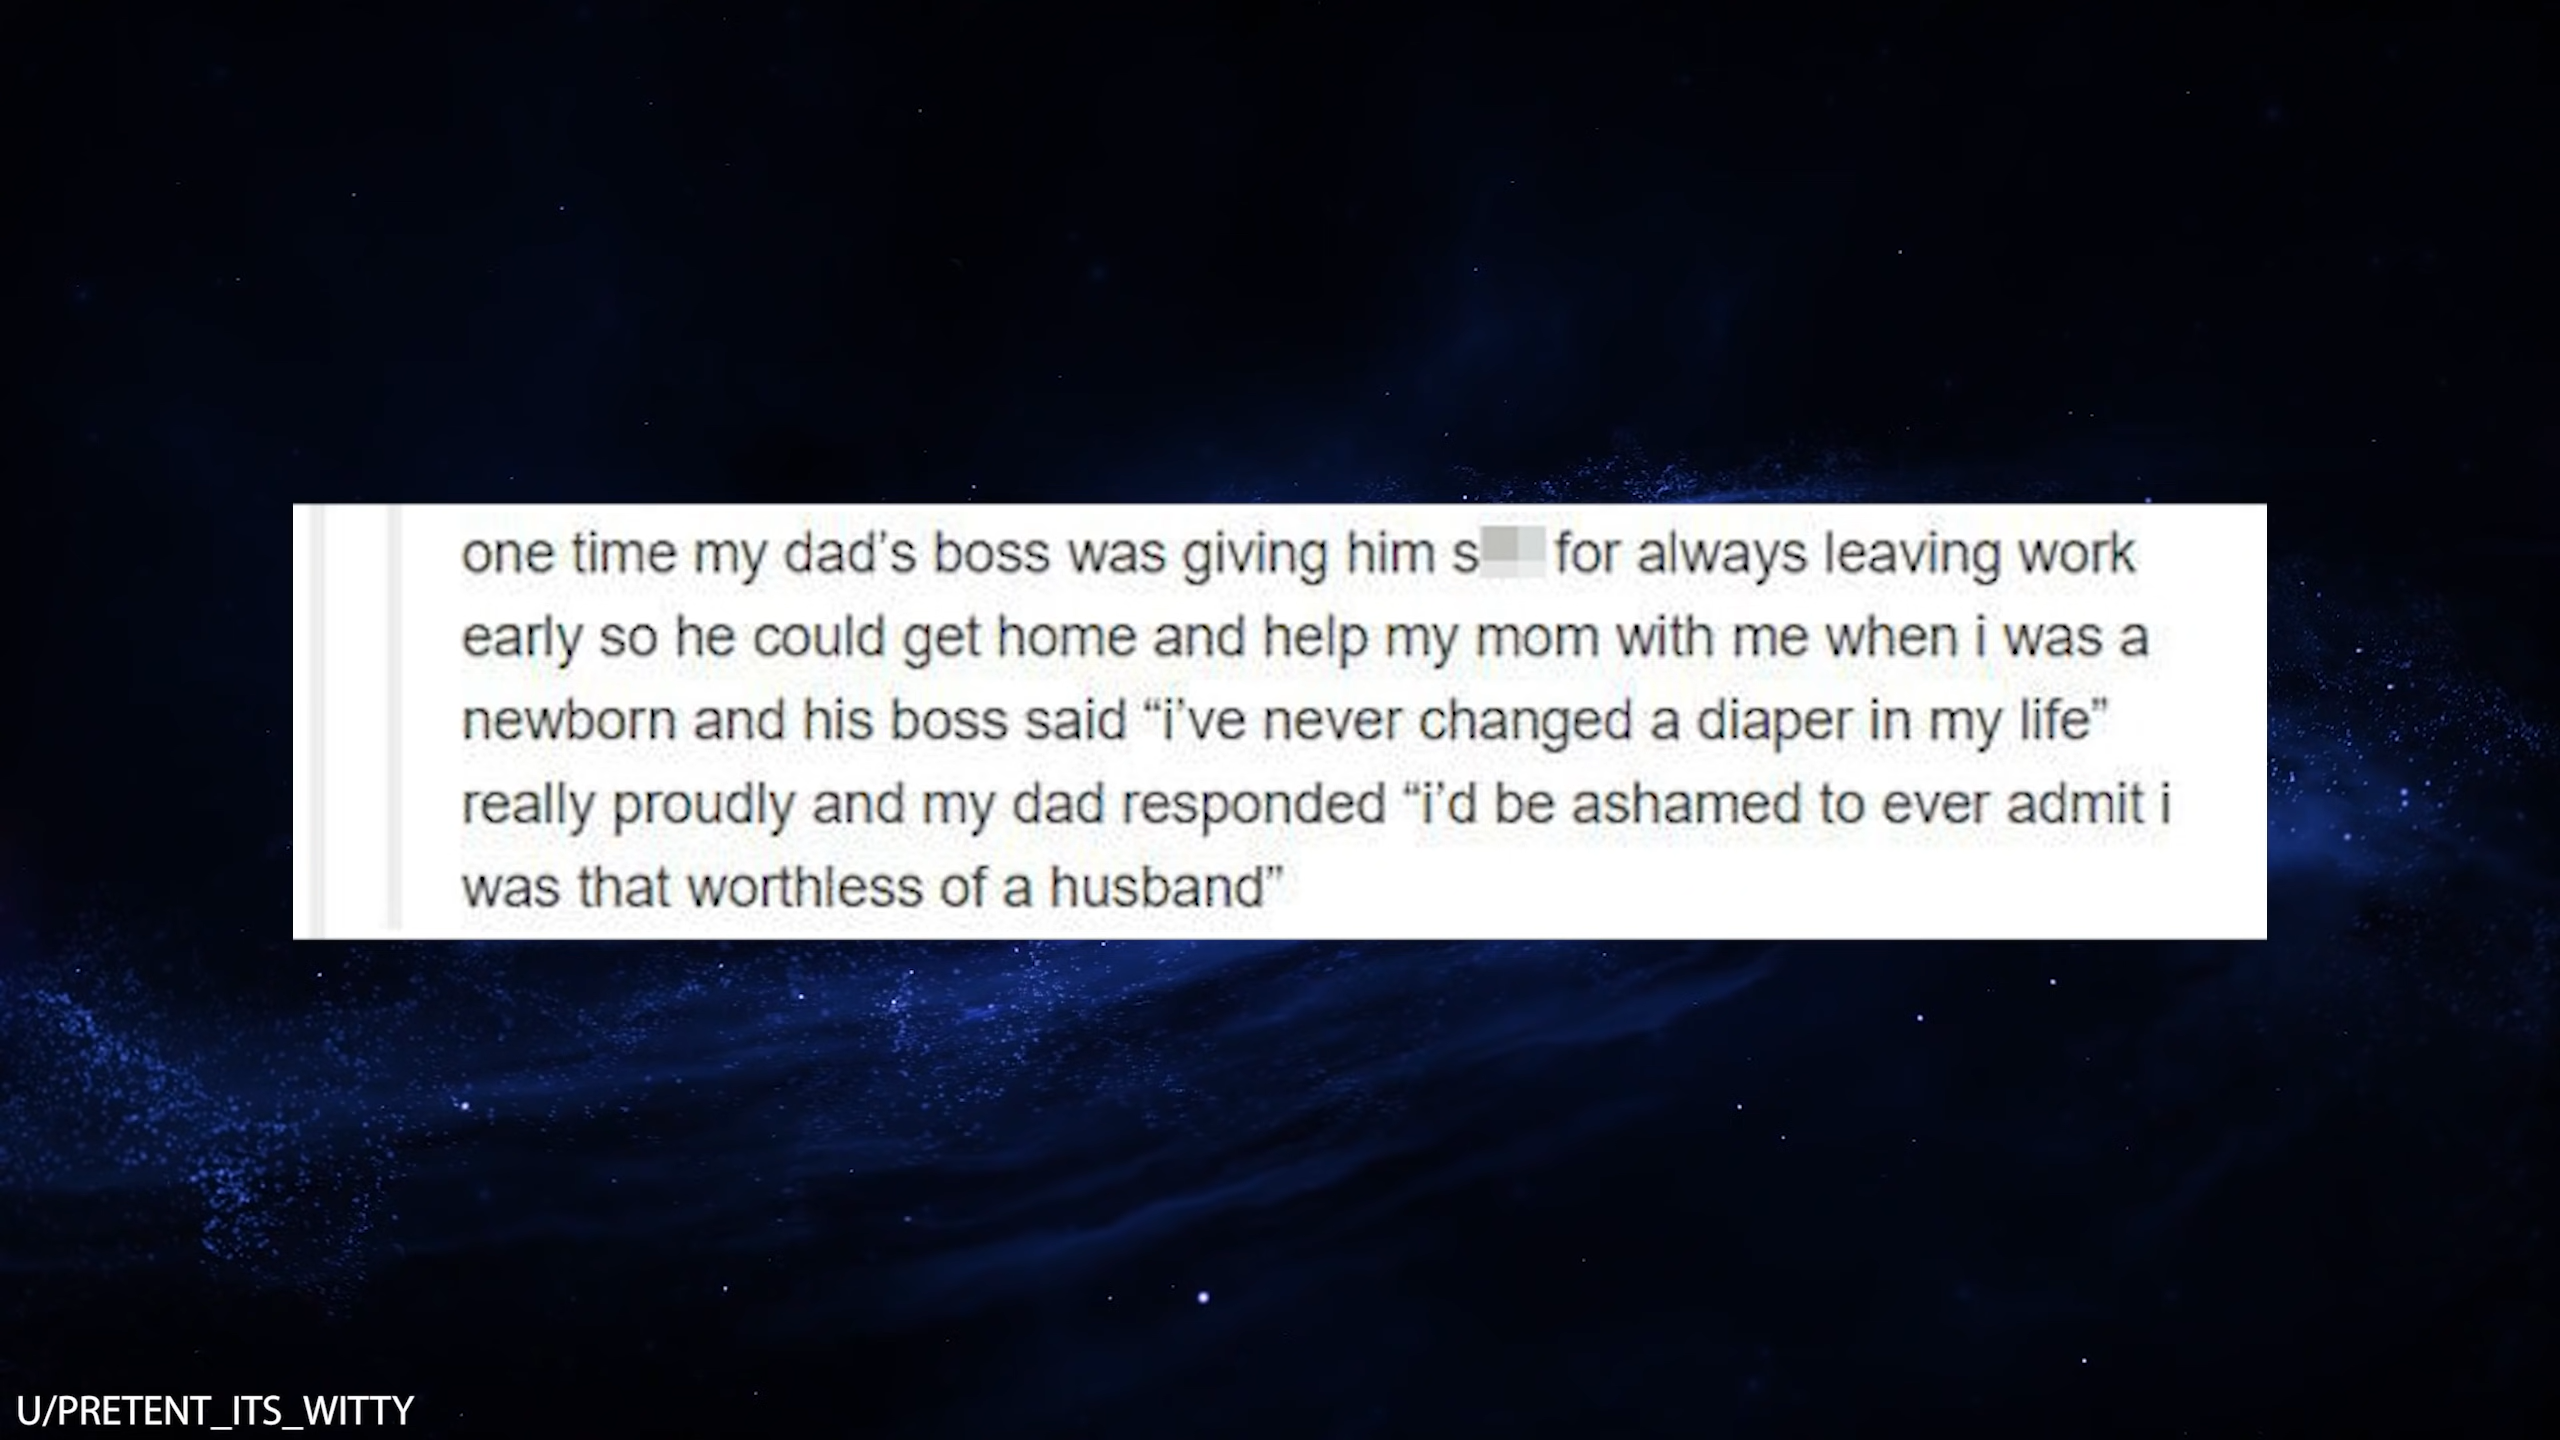 one time my dad’s boss was giving him s for always leaving work
early so he could get home and help my mom with me when i was a
newborn and his boss said “i’ve never changed a diaper in my life”
really proudly and my dad responded “i’d be ashamed to ever admit i
was that worthless of a husband”
U/PRETENT_ITS_WITTY